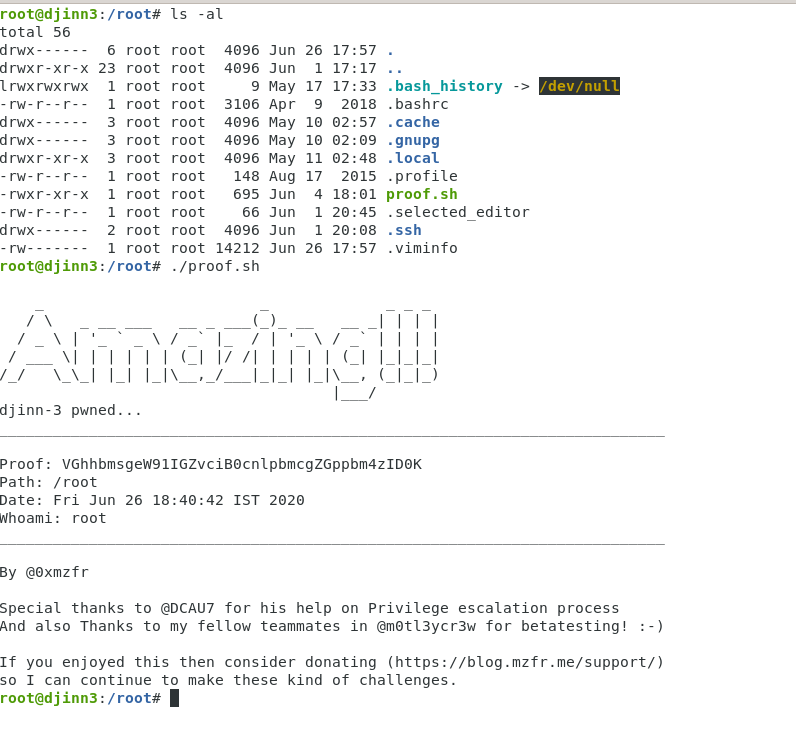 root@djinn3:/root# ls -al
total 56
drwx------  6 root root  4096 Jun 26 17:57 .
drwxr-xr-x 23 root root  4096 Jun  1 17:17 ..
lrwxrwxrwx  1 root root     9 May 17 17:33 .bash_history -> /dev/null
-rw-r--r--  1 root root  3106 Apr  9  2018 .bashrc
drwx------  3 root root  4096 May 10 02:57 .cache
drwx------  3 root root  4096 May 10 02:09 .gnupg
drwxr-xr-x  3 root root  4096 May 11 02:48 .local
-rw-r--r--  1 root root   148 Aug 17  2015 .profile
-rwxr-xr-x  1 root root   695 Jun  4 18:01 proof.sh
-rw-r--r--  1 root root    66 Jun  1 20:45 .selected_editor
drwx------  2 root root  4096 Jun  1 20:08 .ssh
-rw-------  1 root root 14212 Jun 26 17:57 .viminfo
root@djinn3:/root# ./proof.sh
Amazing!!!
djinn-3 pwned...
__________________________________________________________________________
Proof: VGhhbmsgeW91IGZvciB0cnlpbmcgZGppbm4zID0K
Path: /root
Date: Fri Jun 26 18:40:42 IST 2020
Whoami: root
__________________________________________________________________________
By @0xmzfr
Special thanks to @DCAU7 for his help on Privilege escalation process
And also Thanks to my fellow teammates in @m0tl3ycr3w for betatesting! :-)
If you enjoyed this then consider donating (https://blog.mzfr.me/support/)
so I can continue to make these kind of challenges.
root@djinn3:/root#